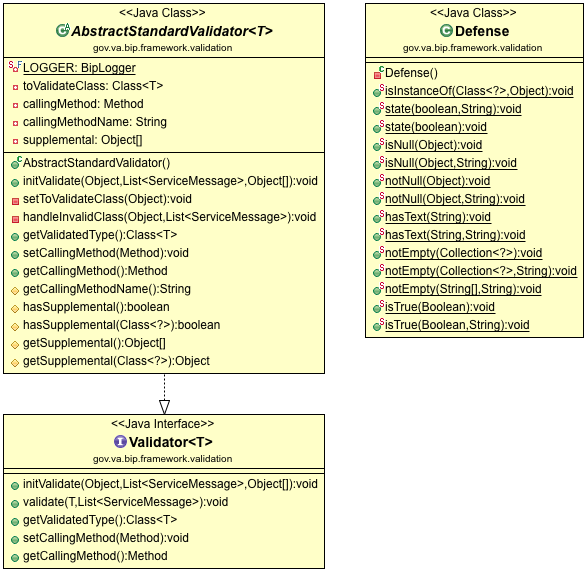 <<Java Class>>
AbstractStandardValidator<T>
gov.va.bip.framework.validation
LOGGER: BipLogger
toValidateClass: Class<T>
callingMethod: Method
callingMethodName: String
supplemental: Object[]
AbstractStandardValidator()
initValidate(Object,List<ServiceMessage>,Object[]):void
setToValidateClass(Object):void
handleInvalidClass(Object,List<ServiceMessage>):void
getValidatedType():Class<T>
setCallingMethod(Method):void
getCallingMethod():Method
getCallingMethodName():String
hasSupplemental():boolean
hasSupplemental(Class<?>):boolean
getSupplemental():Object[]
getSupplemental(Class<?>):Object
<<Java Interface>>
Validator<T>
gov.va.bip.framework.validation
initValidate(Object,List<ServiceMessage>,Object[]):void
validate(T,List<ServiceMessage>):void
getValidatedType():Class<T>
setCallingMethod(Method):void
getCallingMethod():Method
<<Java Class>>
Defense
gov.va.bip.framework.validation
Defense()
isInstanceOf(Class<?>,Object):void
state(boolean,String):void
state(boolean):void
isNull(Object):void
isNull(Object,String):void
notNull(Object):void
notNull(Object,String):void
hasText(String):void
hasText(String,String):void
notEmpty(Collection<?>):void
notEmpty(Collection<?>,String):void
notEmpty(String[],String):void
isTrue(Boolean):void
isTrue(Boolean,String):void